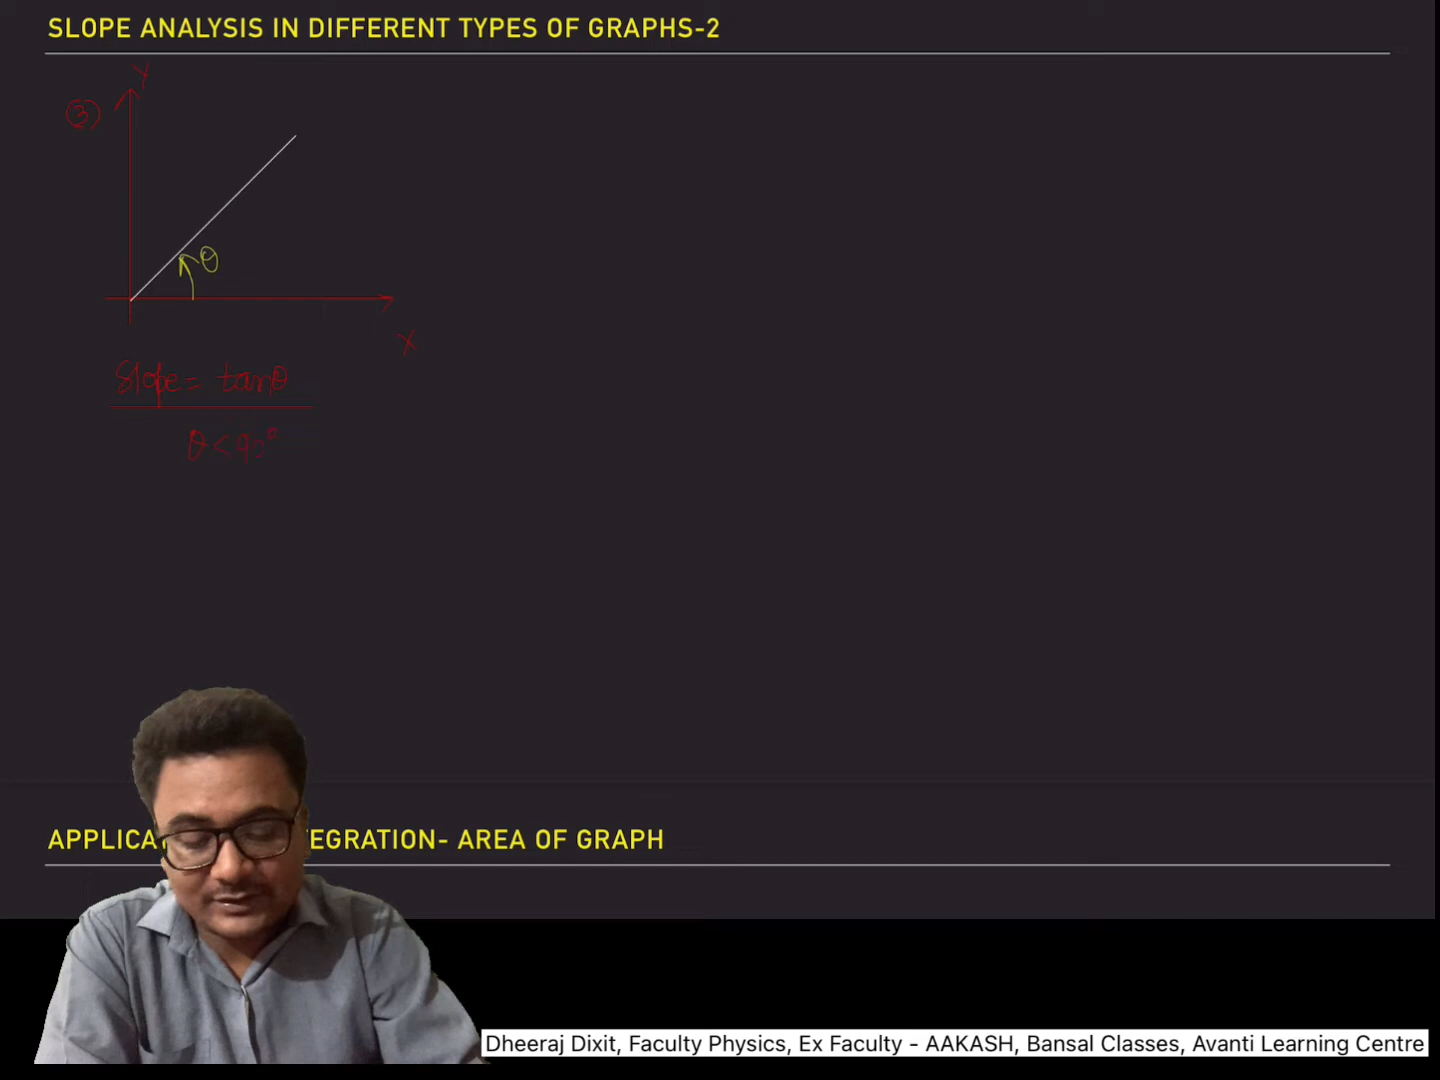 SLOPE ANALYSIS IN DIFFERENT TYPES OF GRAPHS-2
Y
③
θ
X
Slope = tanθ
θ < 90°
APPLICA TEGRATION- AREA OF GRAPH
Dheeraj Dixit, Faculty Physics, Ex Faculty - AAKASH, Bansal Classes, Avanti Learning Centre